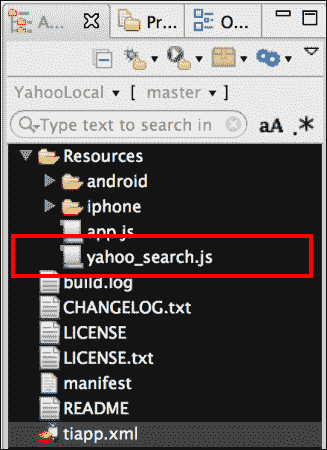 A...
Pr...
O...
YahooLocal [ master ]
Type text to search in
aA .*
Resources
android
iphone
app.js
yahoo_search.js
build.log
CHANGELOG.txt
LICENSE
LICENSE.txt
manifest
README
tiapp.xml